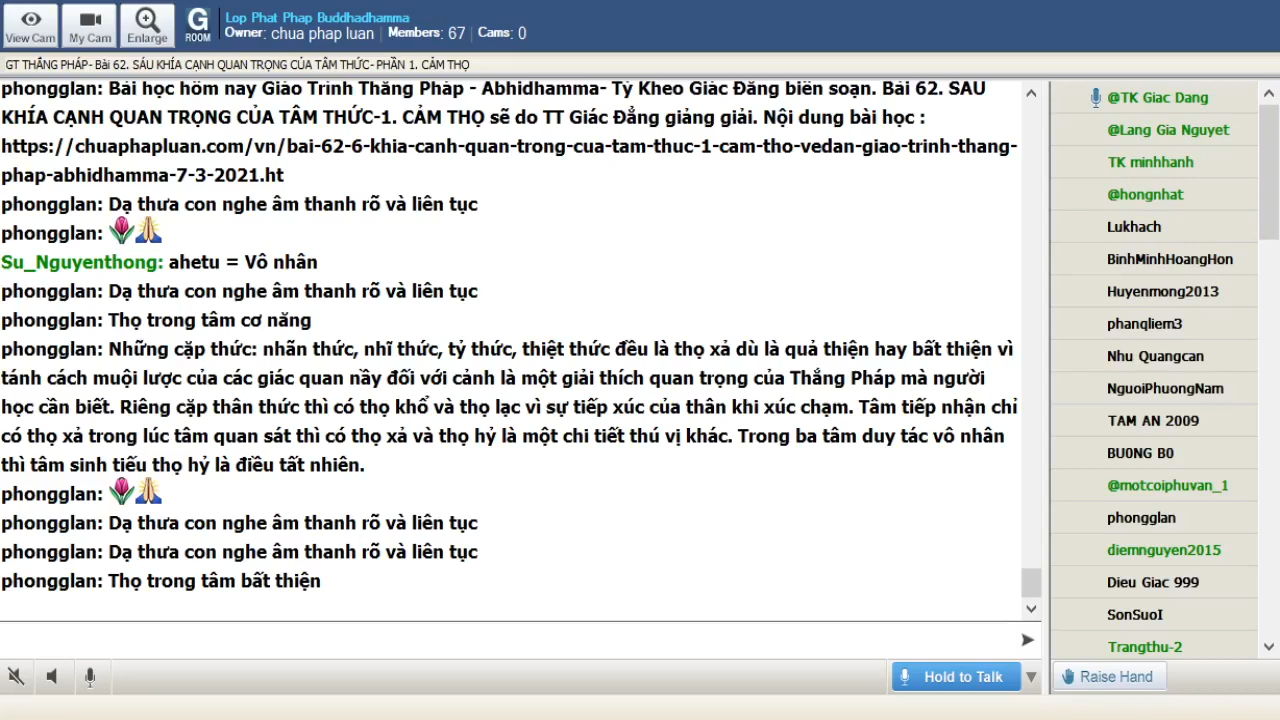 View Cam
My Cam
Enlarge
G
ROOM
Lop Phat Phap Buddhadhamma
Owner: chua phap luan | Members: 67 | Cams: 0
GT THẮNG PHÁP- Bài 62. SÁU KHÍA CẠNH QUAN TRỌNG CỦA TÂM THỨC- PHẦN 1. CẢM THỌ
phongglan: Bài học hôm nay Giáo Trình Thắng Pháp - Abhidhamma- Tỳ Kheo Giác Đẳng biên soạn. Bài 62. SÁU
KHÍA CẠNH QUAN TRỌNG CỦA TÂM THỨC-1. CẢM THỌ sẽ do TT Giác Đẳng giảng giải. Nội dung bài học :
https://chuaphapluan.com/vn/bai-62-6-khia-canh-quan-trong-cua-tam-thuc-1-cam-tho-vedan-giao-trinh-thang-
phap-abhidhamma-7-3-2021.ht
phongglan: Dạ thưa con nghe âm thanh rõ và liên tục
phongglan:
Su_Nguyenthong: ahetu = Vô nhân
phongglan: Dạ thưa con nghe âm thanh rõ và liên tục
phongglan: Thọ trong tâm cơ năng
phongglan: Những cặp thức: nhãn thức, nhĩ thức, tỷ thức, thiệt thức đều là thọ xả dù là quả thiện hay bất thiện vì
tánh cách muội lược của các giác quan nầy đối với cảnh là một giải thích quan trọng của Thắng Pháp mà người
học cần biết. Riêng cặp thân thức thì có thọ khổ và thọ lạc vì sự tiếp xúc của thân khi xúc chạm. Tâm tiếp nhận chỉ
có thọ xả trong lúc tâm quan sát thì có thọ xả và thọ hỷ là một chi tiết thú vị khác. Trong ba tâm duy tác vô nhân
thì tâm sinh tiếu thọ hỷ là điều tất nhiên.
phongglan:
phongglan: Dạ thưa con nghe âm thanh rõ và liên tục
phongglan: Dạ thưa con nghe âm thanh rõ và liên tục
phongglan: Thọ trong tâm bất thiện
@TK Giac Dang
@Lang Gia Nguyet
TK minhhanh
@hongnhat
Lukhach
BinhMinhHoangHon
Huyenmong2013
phanqliem3
Nhu Quangcan
NguoiPhuongNam
TAM AN 2009
BU0NG B0
@motcoiphuvan_1
phongglan
diemnguyen2015
Dieu Giac 999
SonSuoI
Trangthu-2
Hold to Talk
Raise Hand